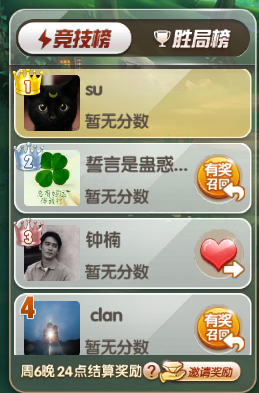 竞技榜 胜局榜
1
su
暂无分数
2
誓言是蛊惑...
暂无分数
有奖
召回
3
钟楠
暂无分数
4
clan
暂无分数
有奖
召回
周6晚24点结算奖励 ? 邀请奖励